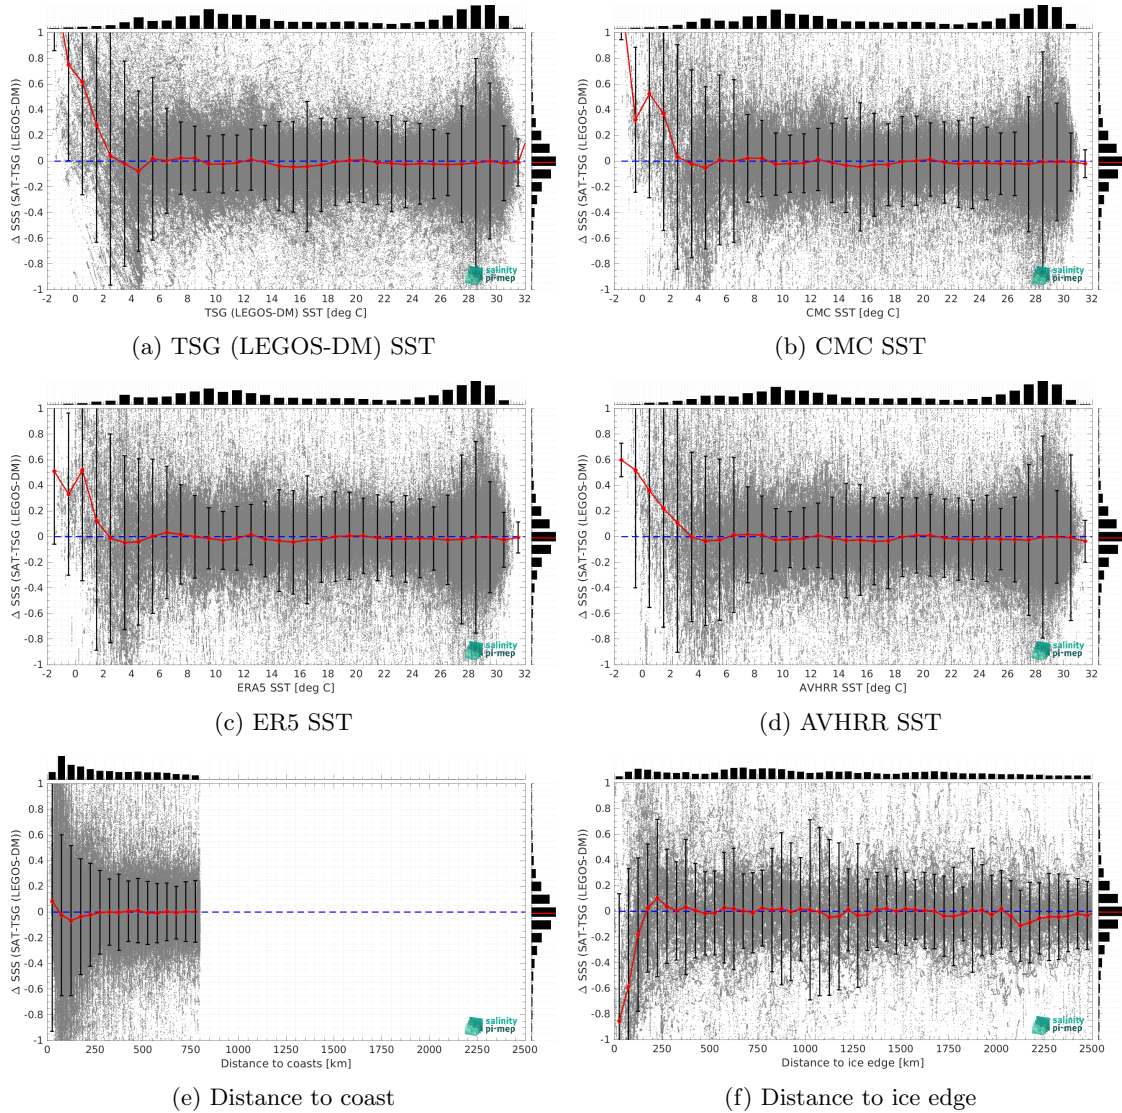 1
0.8
0.6
0.4
0.2
0
-0.2
-0.4
-0.6
-0.8
-1
Δ SSS (SAT-TSG (LEGOS-DM))
salinity
pi-mep
-2 0 2 4 6 8 10 12 14 16 18 20 22 24 26 28 30 32
TSG (LEGOS-DM) SST [deg C]
(a) TSG (LEGOS-DM) SST
1
0.8
0.6
0.4
0.2
0
-0.2
-0.4
-0.6
-0.8
-1
Δ SSS (SAT-TSG (LEGOS-DM))
salinity
pi-mep
-2 0 2 4 6 8 10 12 14 16 18 20 22 24 26 28 30 32
CMC SST [deg C]
(b) CMC SST
1
0.8
0.6
0.4
0.2
0
-0.2
-0.4
-0.6
-0.8
-1
Δ SSS (SAT-TSG (LEGOS-DM))
salinity
pi-mep
-2 0 2 4 6 8 10 12 14 16 18 20 22 24 26 28 30 32
ERA5 SST [deg C]
(c) ER5 SST
1
0.8
0.6
0.4
0.2
0
-0.2
-0.4
-0.6
-0.8
-1
Δ SSS (SAT-TSG (LEGOS-DM))
salinity
pi-mep
-2 0 2 4 6 8 10 12 14 16 18 20 22 24 26 28 30 32
AVHRR SST [deg C]
(d) AVHRR SST
1
0.8
0.6
0.4
0.2
0
-0.2
-0.4
-0.6
-0.8
-1
Δ SSS (SAT-TSG (LEGOS-DM))
salinity
pi-mep
0 250 500 750 1000 1250 1500 1750 2000 2250 2500
Distance to coasts [km]
(e) Distance to coast
1
0.8
0.6
0.4
0.2
0
-0.2
-0.4
-0.6
-0.8
-1
Δ SSS (SAT-TSG (LEGOS-DM))
salinity
pi-mep
0 250 500 750 1000 1250 1500 1750 2000 2250 2500
Distance to ice edge [km]
(f) Distance to ice edge